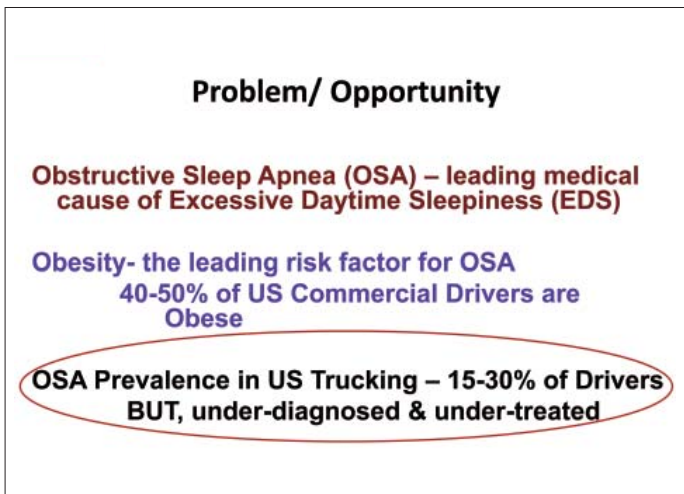 Problem/ Opportunity
Obstructive Sleep Apnea (OSA) – leading medical
cause of Excessive Daytime Sleepiness (EDS)
Obesity- the leading risk factor for OSA
40-50% of US Commercial Drivers are
Obese
OSA Prevalence in US Trucking – 15-30% of Drivers
BUT, under-diagnosed & under-treated